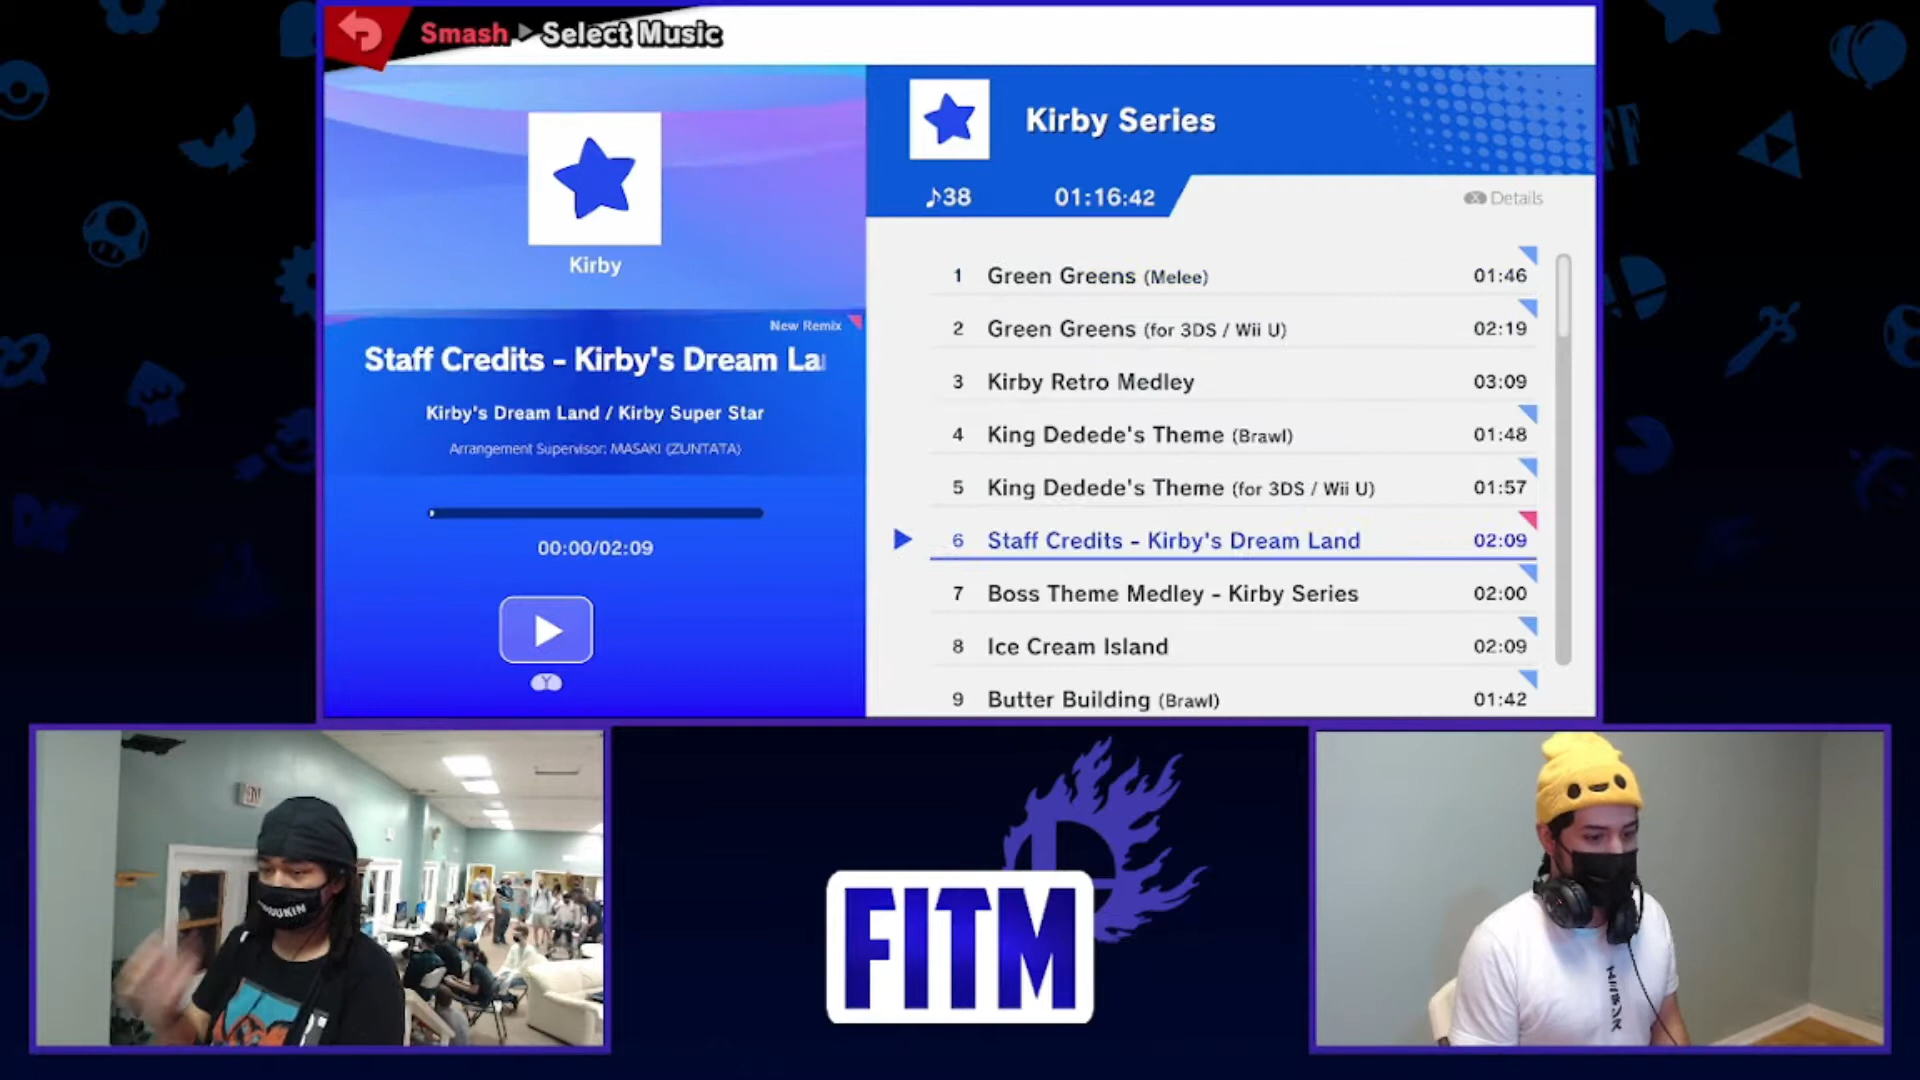 Smash ▶ Select Music
Kirby
New Remix
Staff Credits - Kirby's Dream La
Kirby's Dream Land / Kirby Super Star
Arrangement Supervisor: MASAKI (ZUNTATA)
00:00/02:09
Y
Kirby Series
♪38 01:16:42
X Details
1 Green Greens (Melee) 01:46
2 Green Greens (for 3DS / Wii U) 02:19
3 Kirby Retro Medley 03:09
4 King Dedede's Theme (Brawl) 01:48
5 King Dedede's Theme (for 3DS / Wii U) 01:57
6 Staff Credits - Kirby's Dream Land 02:09
7 Boss Theme Medley - Kirby Series 02:00
8 Ice Cream Island 02:09
9 Butter Building (Brawl) 01:42
FITM
DK